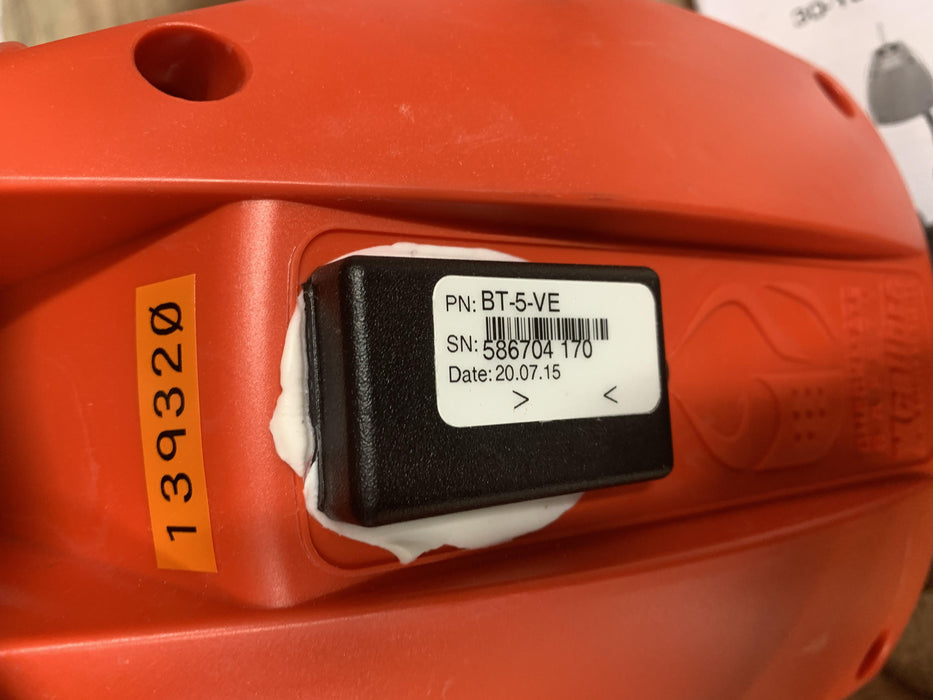 PN: BT-5-VE
SN: 586704 170
Date: 20.07.15
> <
139320